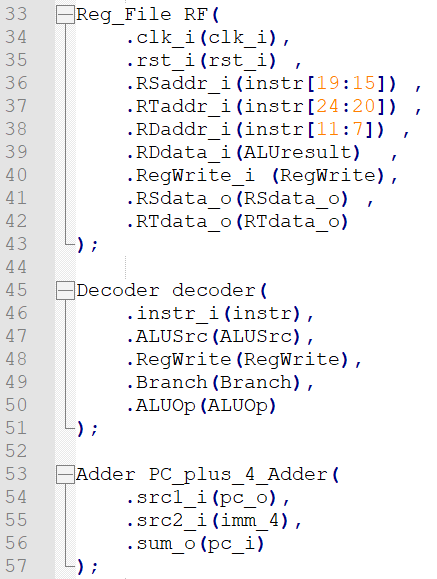 33 Reg_File RF(
34 .clk_i(clk_i),
35 .rst_i(rst_i) ,
36 .RSaddr_i(instr[19:15]) ,
37 .RTaddr_i(instr[24:20]) ,
38 .RDaddr_i(instr[11:7]) ,
39 .RDdata_i(ALUresult)  ,
40 .RegWrite_i (RegWrite),
41 .RSdata_o(RSdata_o) ,
42 .RTdata_o(RTdata_o)
43 );
44
45 Decoder decoder(
46 .instr_i(instr),
47 .ALUSrc(ALUSrc),
48 .RegWrite(RegWrite),
49 .Branch(Branch),
50 .ALUOp(ALUOp)
51 );
52
53 Adder PC_plus_4_Adder(
54 .src1_i(pc_o),
55 .src2_i(imm_4),
56 .sum_o(pc_i)
57 );